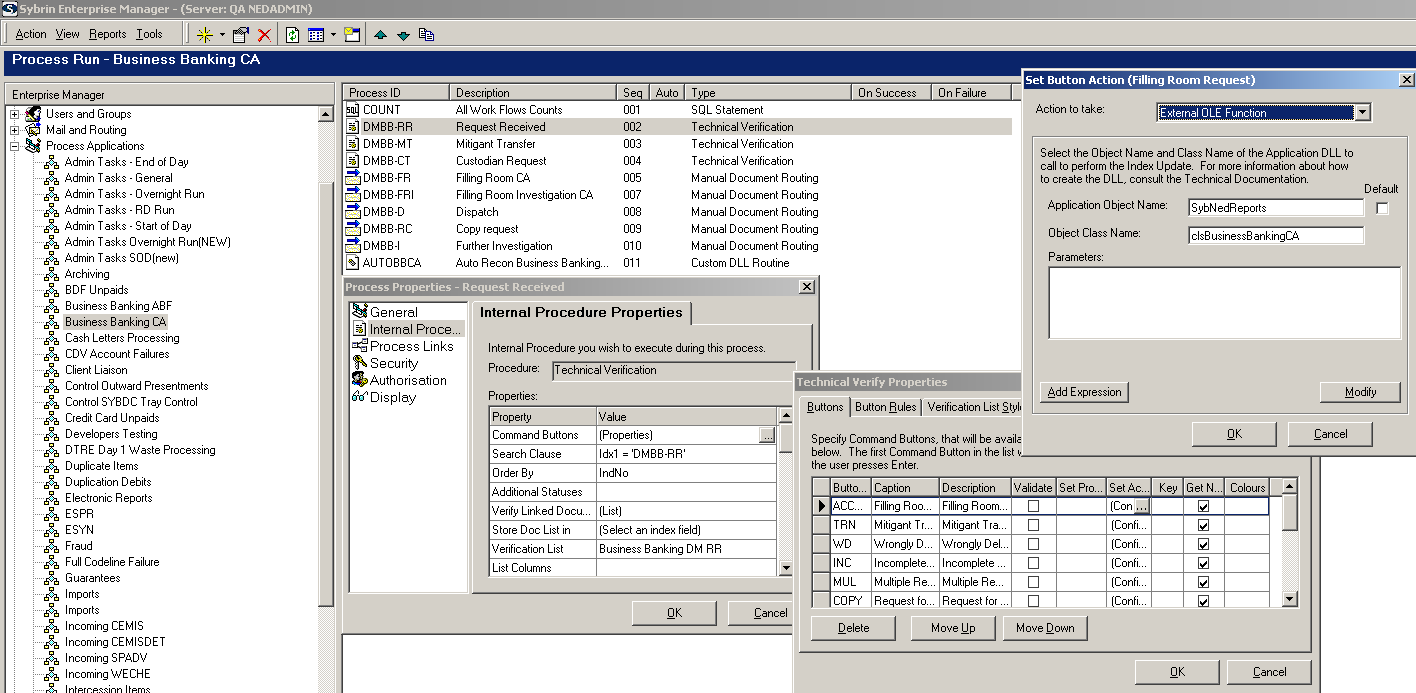 Sybrin Enterprise Manager - (Server: QA NEDADMIN)
Action View Reports Tools
Process Run - Business Banking CA
Enterprise Manager
Users and Groups
Mail and Routing
Process Applications
Admin Tasks - End of Day
Admin Tasks - General
Admin Tasks - Overnight Run
Admin Tasks - RD Run
Admin Tasks - Start of Day
Admin Tasks Overnight Run(NEW)
Admin Tasks SOD(new)
Archiving
BDF Unpaids
Business Banking ABF
Business Banking CA
Cash Letters Processing
CDV Account Failures
Client Liaison
Control Outward Presentments
Control SYBDC Tray Control
Credit Card Unpaids
Developers Testing
DTRE Day 1 Waste Processing
Duplicate Items
Duplication Debits
Electronic Reports
ESPR
ESYN
Fraud
Full Codeline Failure
Guarantees
Imports
Imports
Incoming CEMIS
Incoming CEMISDET
Incoming SPADV
Incoming WECHE
Intercession Items
Process ID Description Seq Auto Type On Success On Failure
COUNT All Work Flows Counts 001 SQL Statement
DMBB-RR Request Received 002 Technical Verification
DMBB-MT Mitigant Transfer 003 Technical Verification
DMBB-CT Custodian Request 004 Technical Verification
DMBB-FR Filling Room CA 005 Manual Document Routing
DMBB-FRI Filling Room Investigation CA 007 Manual Document Routing
DMBB-D Dispatch 008 Manual Document Routing
DMBB-RC Copy request 009 Manual Document Routing
DMBB-I Further Investigation 010 Manual Document Routing
AUTOBBCA Auto Recon Business Banking... 011 Custom DLL Routine
Process Properties - Request Received
General
Internal Proce...
Process Links
Security
Authorisation
Display
Internal Procedure Properties
Internal Procedure you wish to execute during this process.
Procedure: Technical Verification
Properties:
Property Value
Command Buttons (Properties) ...
Search Clause Idx1 = 'DMBB-RR'
Order By IndNo
Additional Statuses
Verify Linked Docu... (List)
Store Doc List in (Select an index field)
Verification List Business Banking DM RR
List Columns
OK Cancel
Technical Verify Properties
Buttons Button Rules Verification List Style
Specify Command Buttons, that will be availa
below. The first Command Button in the list w
the user presses Enter.
Butto... Caption Description Validate Set Pro... Set Ac... Key Get N... Colours
ACC... Filling Roo... Filling Room... (Con ...
TRN Mitigant Tr... Mitigant Tra... (Confi...
WD Wrongly D... Wrongly Del... (Confi...
INC Incomplete... Incomplete ... (Confi...
MUL Multiple Re... Multiple Re... (Confi...
COPY Request fo... Request for ... (Confi...
Delete Move Up Move Down
OK Cancel
Set Button Action (Filling Room Request)
Action to take: External OLE Function
Select the Object Name and Class Name of the Application DLL to
call to perform the Index Update. For more information about how
to create the DLL, consult the Technical Documentation.
Default
Application Object Name: SybNedReports
Object Class Name: clsBusinessBankingCA
Parameters:
Add Expression Modify
OK Cancel